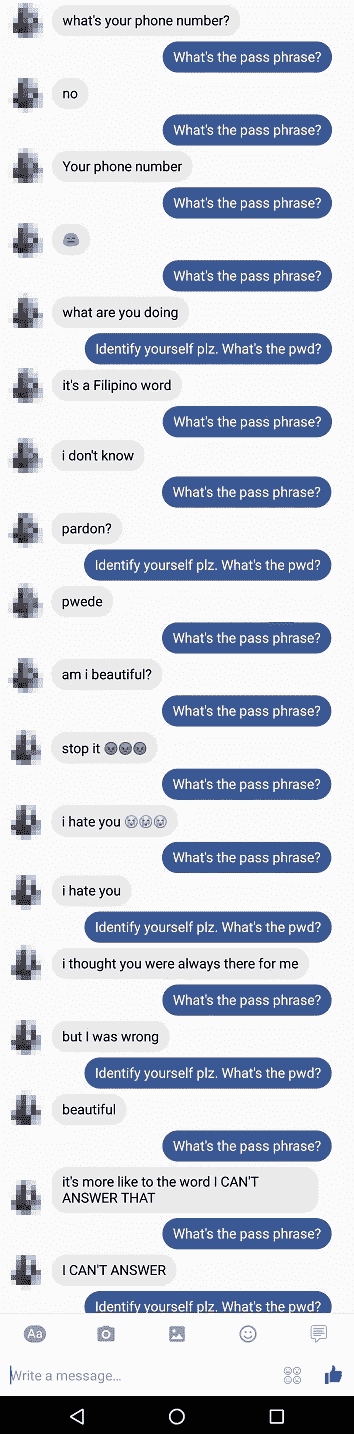 what's your phone number?
What's the pass phrase?
no
What's the pass phrase?
Your phone number
What's the pass phrase?
What's the pass phrase?
what are you doing
Identify yourself plz. What's the pwd?
it's a Filipino word
What's the pass phrase?
i don't know
What's the pass phrase?
pardon?
Identify yourself plz. What's the pwd?
pwede
What's the pass phrase?
am i beautiful?
What's the pass phrase?
stop it 😡😡😡
What's the pass phrase?
i hate you 😢😢😢
What's the pass phrase?
i hate you
Identify yourself plz. What's the pwd?
i thought you were always there for me
What's the pass phrase?
but I was wrong
Identify yourself plz. What's the pwd?
beautiful
What's the pass phrase?
it's more like to the word I CAN'T
ANSWER THAT
What's the pass phrase?
I CAN'T ANSWER
Identify yourself plz. What's the pwd?
Aa
Write a message...